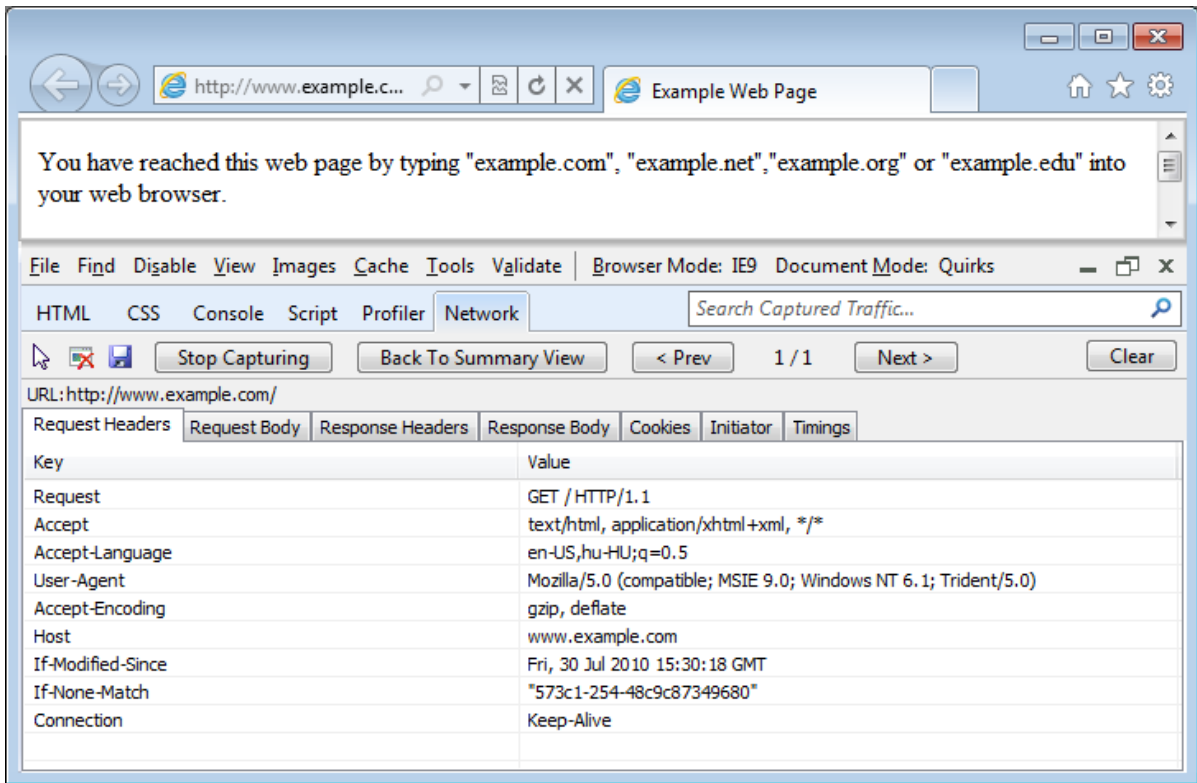 http://www.example.c...
Example Web Page
You have reached this web page by typing "example.com", "example.net","example.org" or "example.edu" into
your web browser.
File Find Disable View Images Cache Tools Validate Browser Mode: IE9 Document Mode: Quirks
HTML CSS Console Script Profiler Network Search Captured Traffic...
Stop Capturing Back To Summary View < Prev 1 / 1 Next > Clear
URL:http://www.example.com/
Request Headers Request Body Response Headers Response Body Cookies Initiator Timings
Key Value
Request GET / HTTP/1.1
Accept text/html, application/xhtml+xml, */*
Accept-Language en-US,hu-HU;q=0.5
User-Agent Mozilla/5.0 (compatible; MSIE 9.0; Windows NT 6.1; Trident/5.0)
Accept-Encoding gzip, deflate
Host www.example.com
If-Modified-Since Fri, 30 Jul 2010 15:30:18 GMT
If-None-Match "573c1-254-48c9c87349680"
Connection Keep-Alive